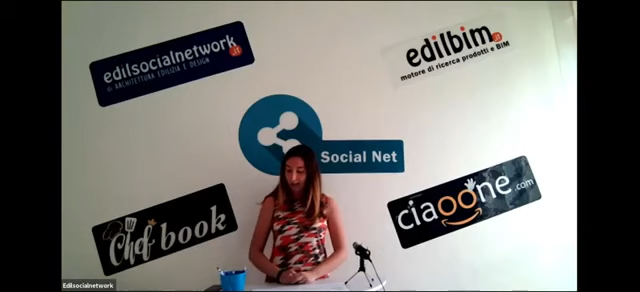 edilsocialnetwork.it
di ARCHITETTURA EDILIZIA E DESIGN
edilbim.it
motore di ricerca prodotti e BIM
Social Net
Chef book
ciaoone.com
Edilsocialnetwork